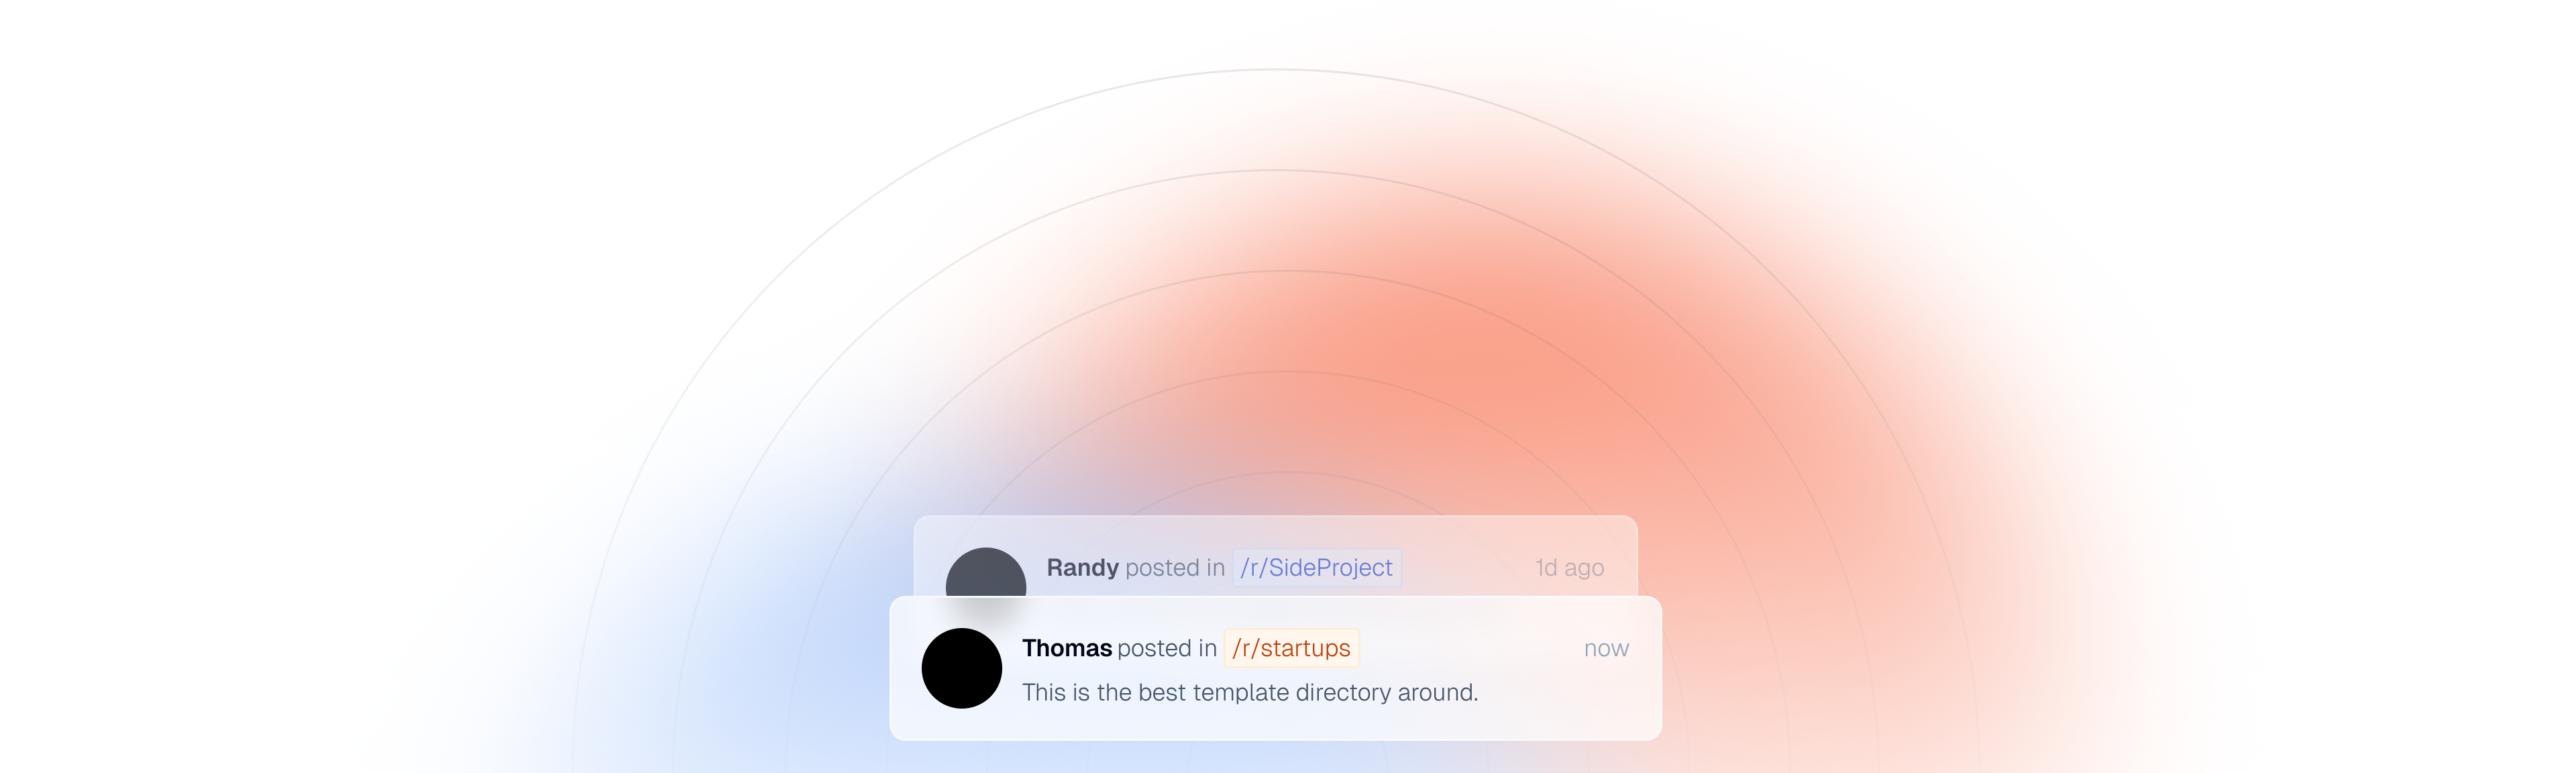 Randy posted in /r/SideProject 1d ago
Thomas posted in /r/startups now
This is the best template directory around.